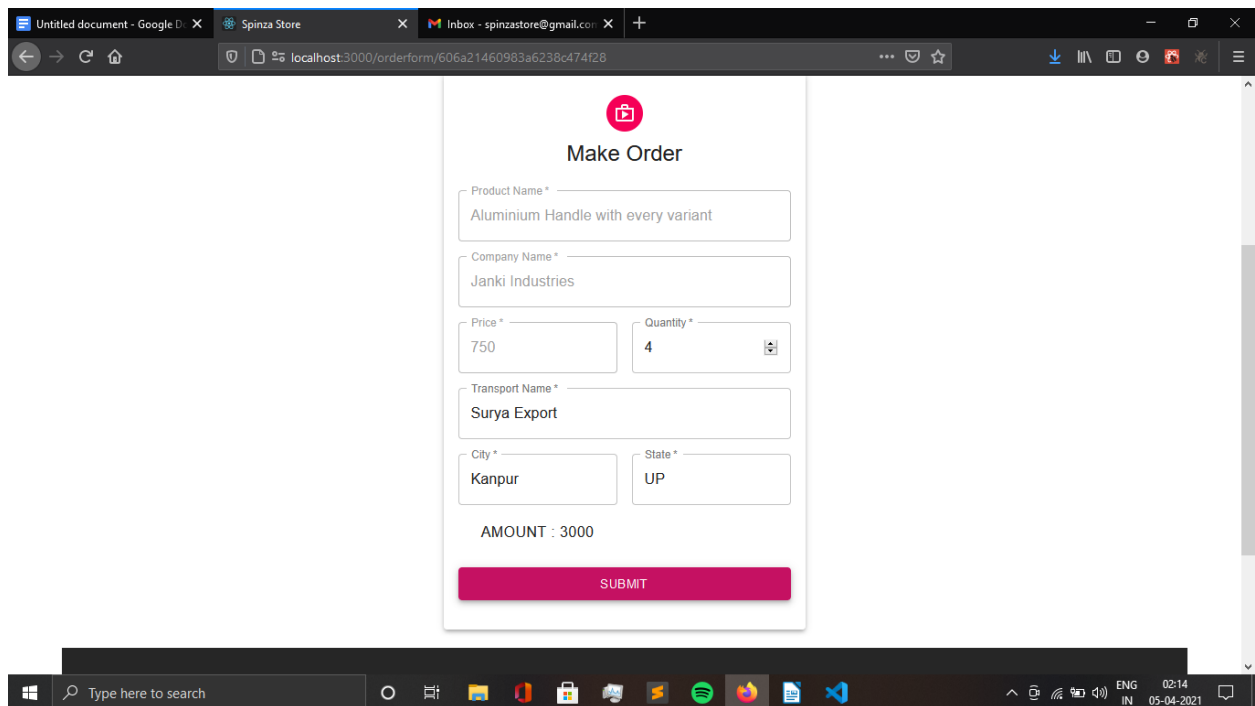 Untitled document - Google Do
Spinza Store
Inbox - spinzastore@gmail.con
localhost:3000/orderform/606a21460983a6238c474f28
Make Order
Product Name *
Aluminium Handle with every variant
Company Name *
Janki Industries
Price * Quantity *
750 4
Transport Name *
Surya Export
City * State *
Kanpur UP
AMOUNT : 3000
SUBMIT
Type here to search
ENG 02:14
IN 05-04-2021